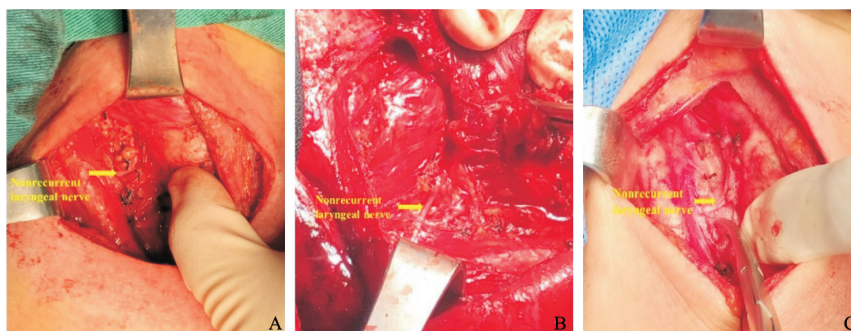 Nonrecurrent
laryngeal nerve
A
Nonrecurrent
laryngeal nerve
B
Nonrecurrent
laryngeal nerve
C